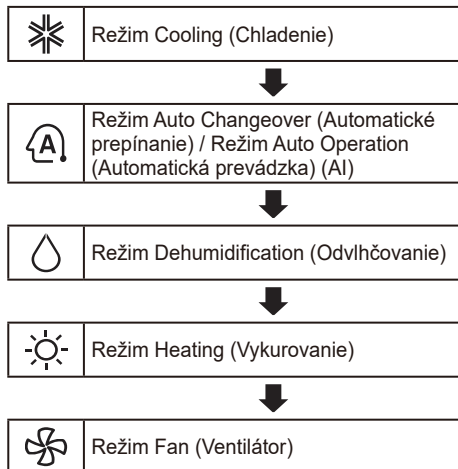 Režim Cooling (Chladenie)
A
Režim Auto Changeover (Automatické
prepínanie) / Režim Auto Operation
(Automatická prevádzka) (AI)
Režim Dehumidification (Odvlhčovanie)
Režim Heating (Vykurovanie)
Režim Fan (Ventilátor)